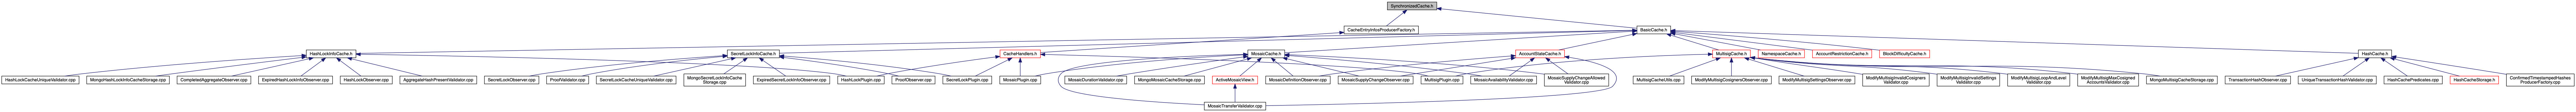 SynchronizedCache.h
CacheEntryInfosProducerFactory.h
BasicCache.h
HashLockInfoCache.h
SecretLockInfoCache.h
CacheHandlers.h
MosaicCache.h
AccountStateCache.h
MultisigCache.h
NamespaceCache.h
AccountRestrictionCache.h
BlockDifficultyCache.h
HashCache.h
HashLockCacheUniqueValidator.cpp
MongoHashLockInfoCacheStorage.cpp
CompletedAggregateObserver.cpp
ExpiredHashLockInfoObserver.cpp
HashLockObserver.cpp
AggregateHashPresentValidator.cpp
SecretLockObserver.cpp
ProofValidator.cpp
SecretLockCacheUniqueValidator.cpp
MongoSecretLockInfoCache
Storage.cpp
ExpiredSecretLockInfoObserver.cpp
HashLockPlugin.cpp
ProofObserver.cpp
SecretLockPlugin.cpp
MosaicPlugin.cpp
MosaicDurationValidator.cpp
MongoMosaicCacheStorage.cpp
ActiveMosaicView.h
MosaicDefinitionObserver.cpp
MosaicSupplyChangeObserver.cpp
MultisigPlugin.cpp
MosaicAvailabilityValidator.cpp
MosaicSupplyChangeAllowed
Validator.cpp
MultisigCacheUtils.cpp
ModifyMultisigCosignersObserver.cpp
ModifyMultisigSettingsObserver.cpp
ModifyMultisigInvalidCosigners
Validator.cpp
ModifyMultisigInvalidSettings
Validator.cpp
ModifyMultisigLoopAndLevel
Validator.cpp
ModifyMultisigMaxCosigned
AccountsValidator.cpp
MongoMultisigCacheStorage.cpp
TransactionHashObserver.cpp
UniqueTransactionHashValidator.cpp
HashCachePredicates.cpp
HashCacheStorage.h
ConfirmedTimestampedHashes
ProducerFactory.cpp
MosaicTransferValidator.cpp